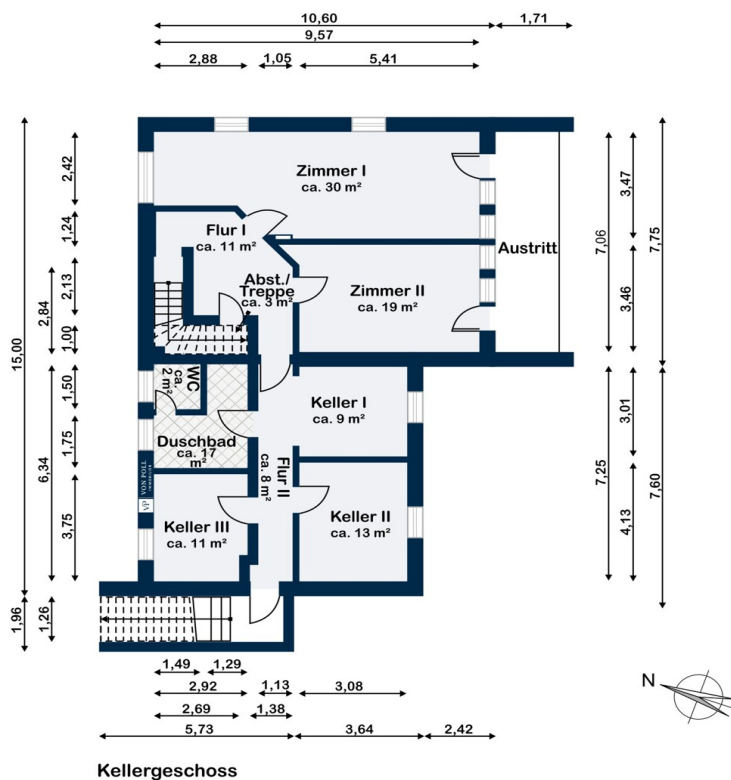 10,60
1,71
9,57
2,88
1,05
5,41
2,42
1,24
2,13
2,84
1,00
15,00
1,50
1,75
6,34
3,75
1,96
1,26
Zimmer I
ca. 30 m²
Flur I
ca. 11 m²
Abst./
Treppe
ca. 3 m²
Zimmer II
ca. 19 m²
Austritt
3,47
7,06
7,75
3,46
WC
ca.
2 m²
Keller I
ca. 9 m²
Duschbad
ca. 17
m²
Flur II
ca. 8 m²
Keller III
ca. 11 m²
Keller II
ca. 13 m²
VON POLL
IMMOBILIEN
VP
3,01
7,25
7,60
4,13
1,49
1,29
2,92
1,13
3,08
2,69
1,38
5,73
3,64
2,42
N
Kellergeschoss